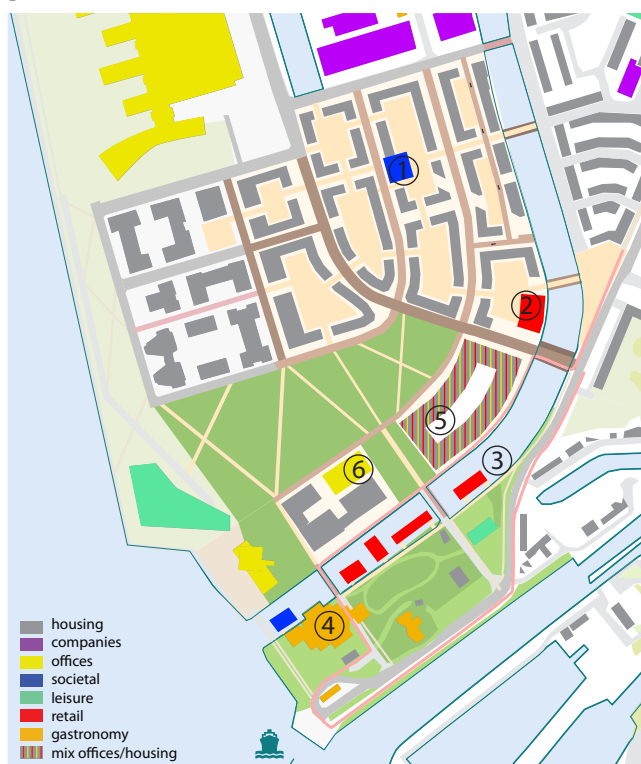 1
2
3
5
6
4
housing
companies
offices
societal
leisure
retail
gastronomy
mix offices/housing